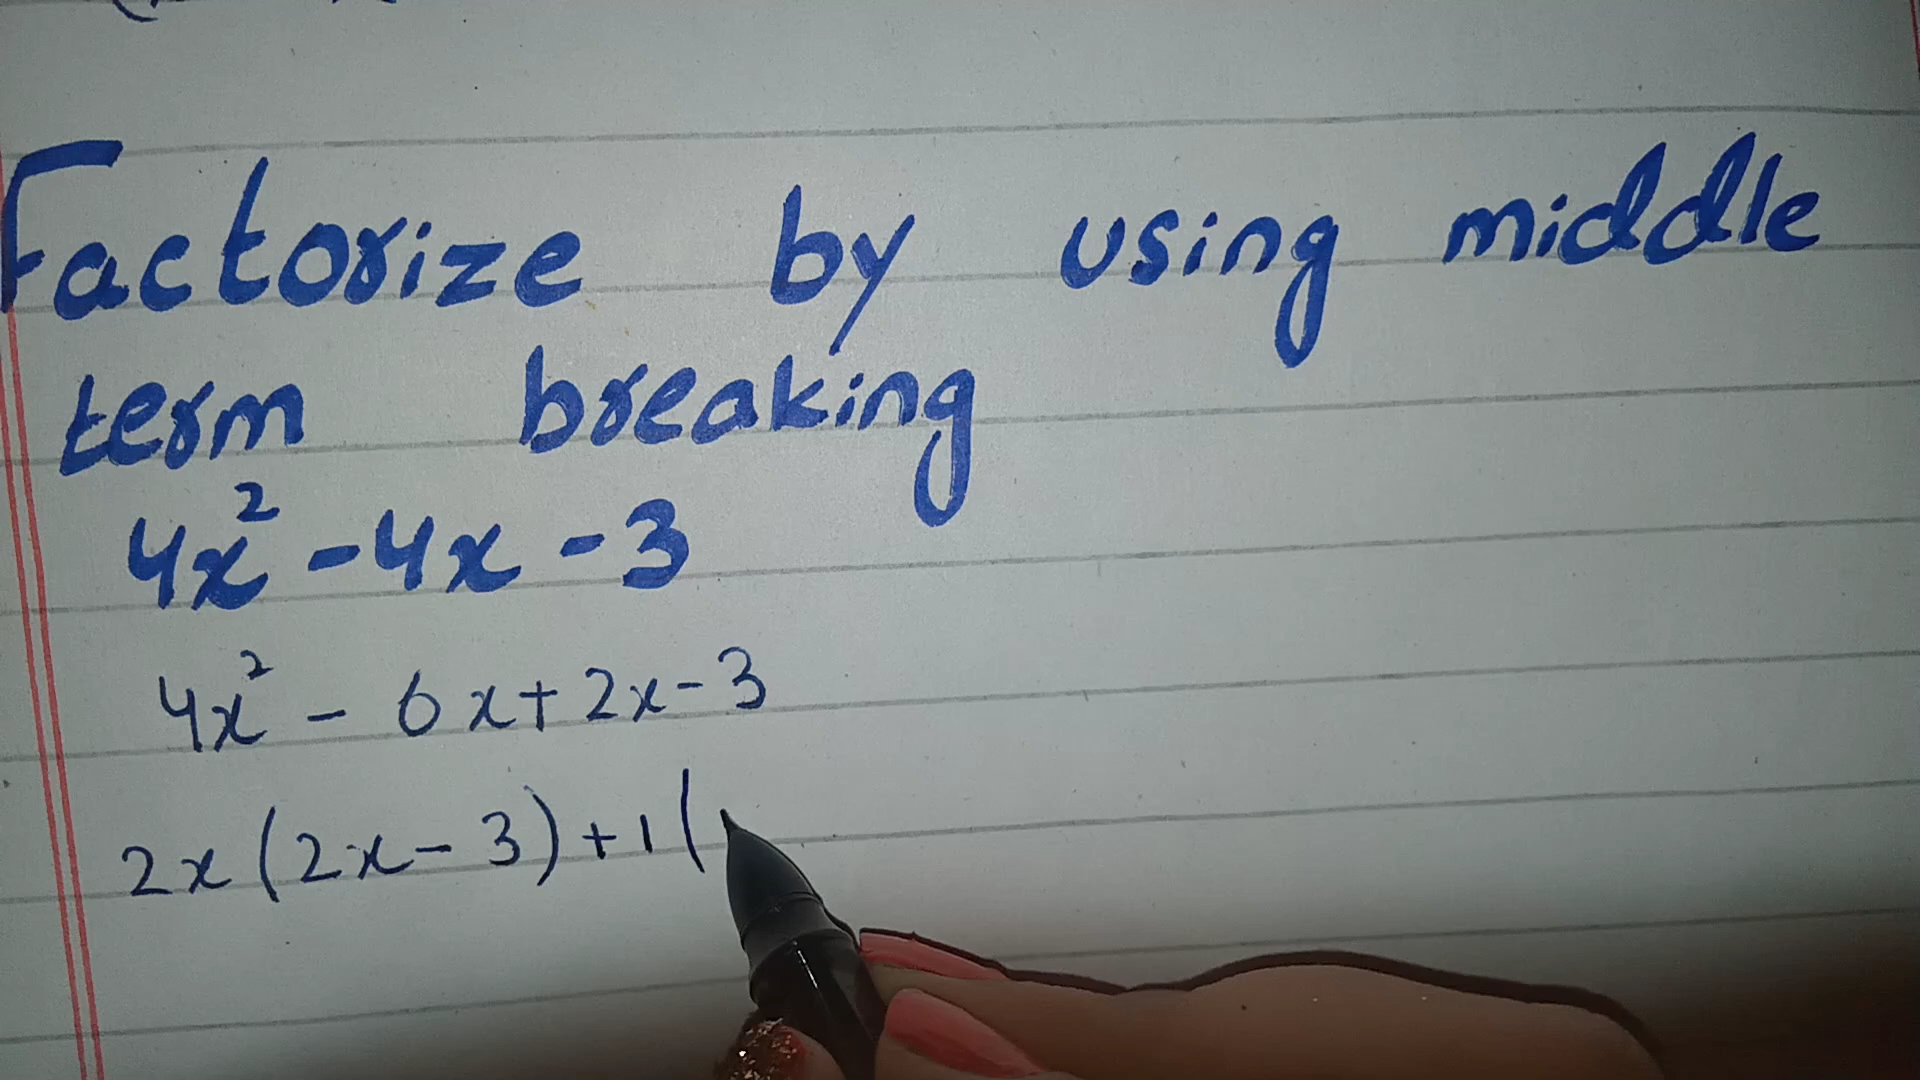 Factorize by using middle
term breaking
4x² - 4x - 3
4x² - 6x + 2x - 3
2x (2x - 3) + 1 (